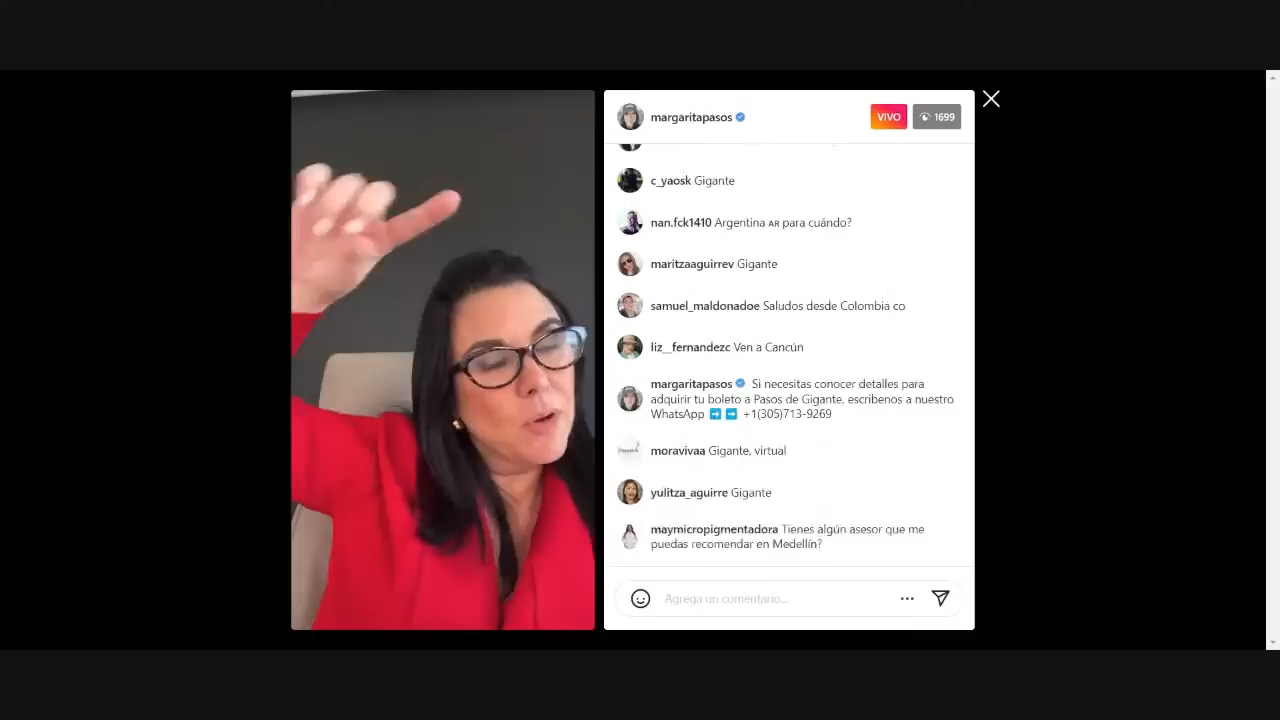 margaritapasos
VIVO
1699
c_yaosk Gigante
nan.fck1410 Argentina AR para cuándo?
maritzaaguirrev Gigante
samuel_maldonadoe Saludos desde Colombia co
liz__fernandezc Ven a Cancún
margaritapasos Si necesitas conocer detalles para
adquirir tu boleto a Pasos de Gigante, escribenos a nuestro
WhatsApp ➡️ ➡️ +1(305)713-9269
moravivaa Gigante, virtual
yulitza_aguirre Gigante
maymicropigmentadora Tienes algún asesor que me
puedas recomendar en Medellín?
Agrega un comentario...